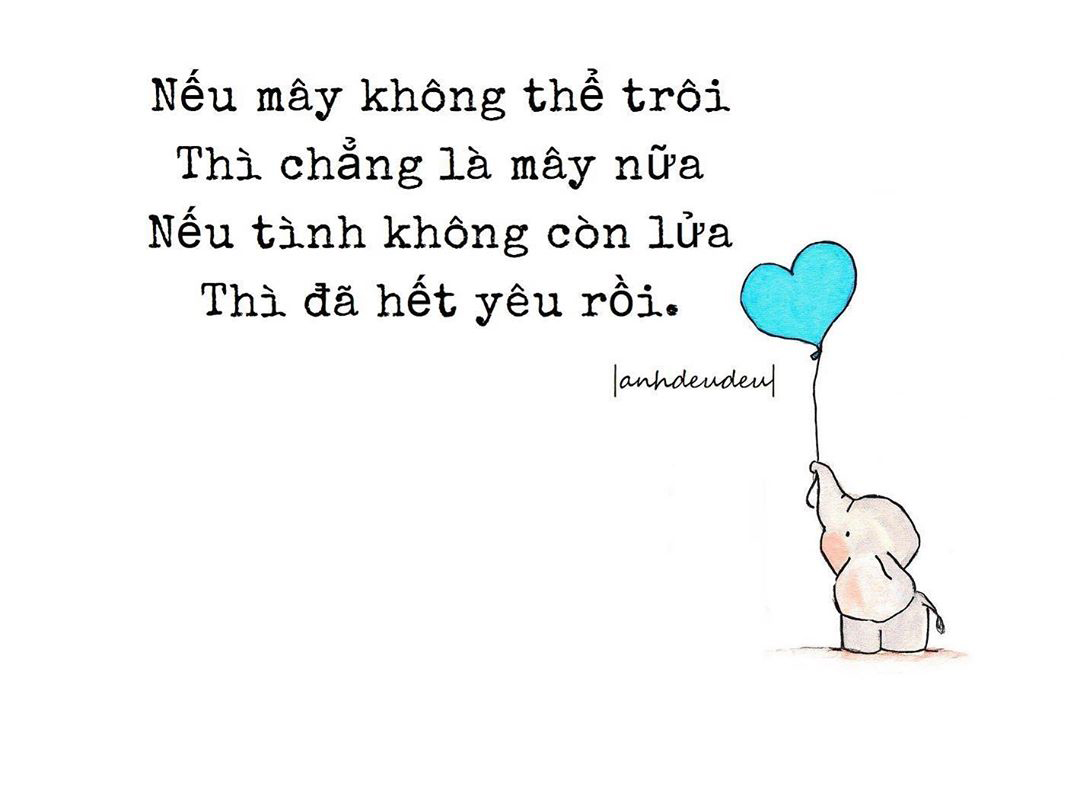 Nếu mây không thể trôi
Thì chẳng là mây nữa
Nếu tình không còn lửa
Thì đã hết yêu rồi.
|anhdeudeu|